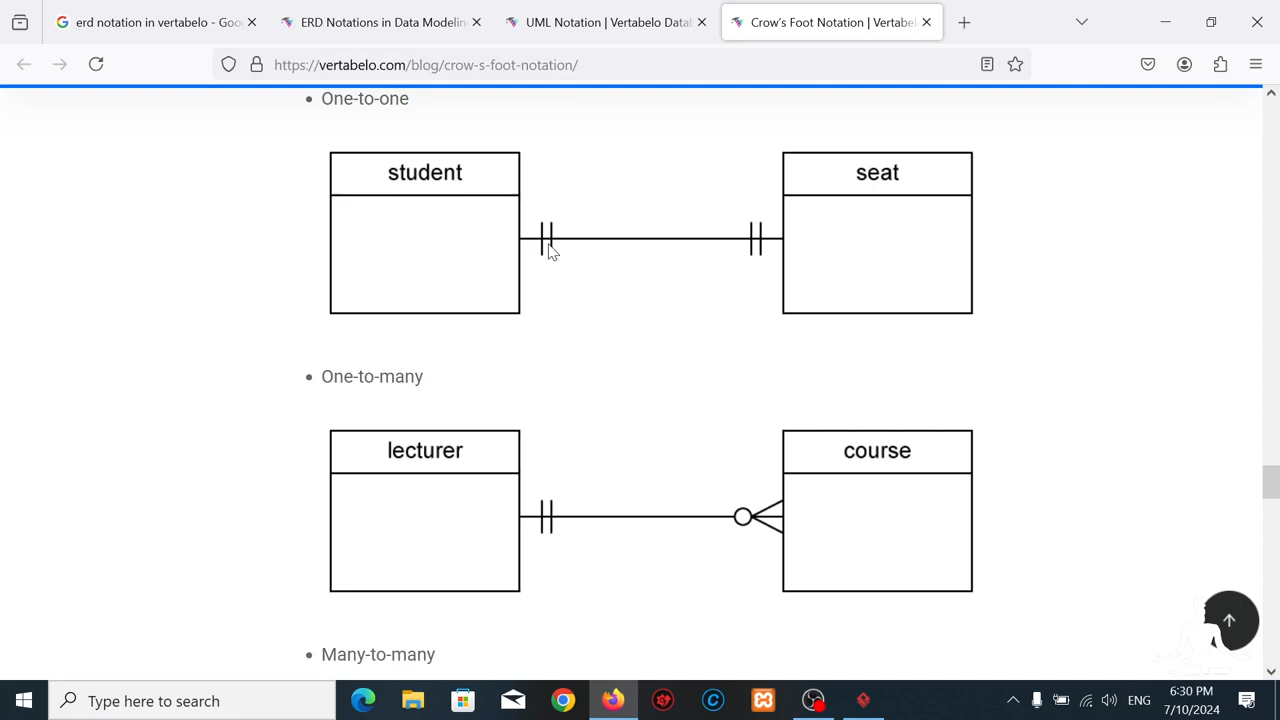 erd notation in vertabelo - Goo
ERD Notations in Data Modelin
UML Notation | Vertabelo Datab
Crow's Foot Notation | Vertabel
https://vertabelo.com/blog/crow-s-foot-notation/
One-to-one
student
seat
One-to-many
lecturer
course
Many-to-many
Type here to search
ENG
6:30 PM
7/10/2024